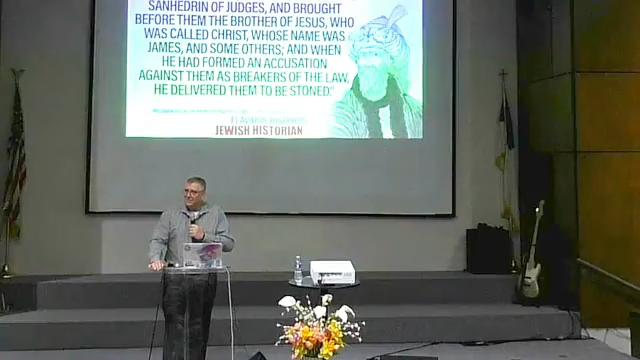 SANHEDRIN OF JUDGES, AND BROUGHT
BEFORE THEM THE BROTHER OF JESUS, WHO
WAS CALLED CHRIST, WHOSE NAME WAS
JAMES, AND SOME OTHERS; AND WHEN
HE HAD FORMED AN ACCUSATION
AGAINST THEM AS BREAKERS OF THE LAW,
HE DELIVERED THEM TO BE STONED."
FLAVIUS JOSEPHUS
JEWISH HISTORIAN